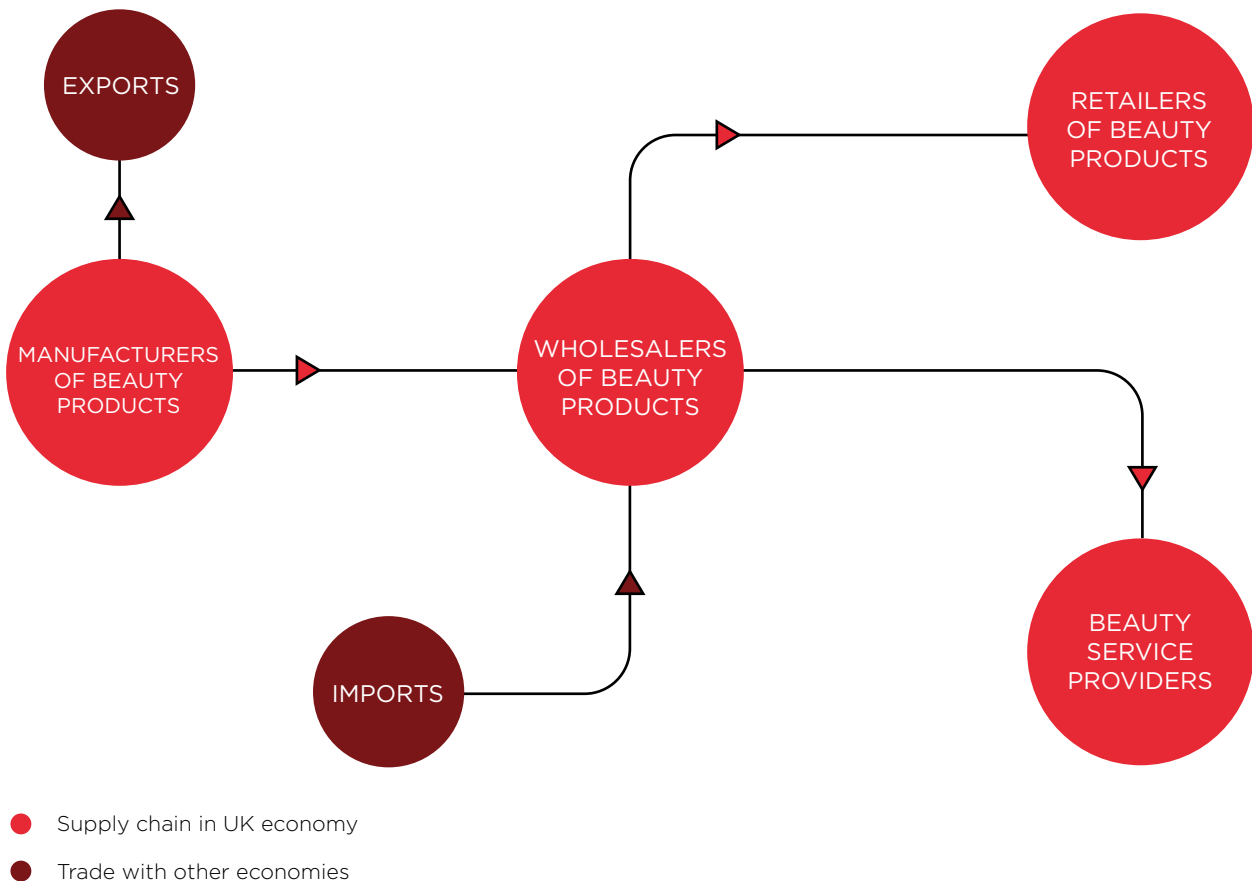 EXPORTS
RETAILERS
OF BEAUTY
PRODUCTS
MANUFACTURERS
OF BEAUTY
PRODUCTS
WHOLESALERS
OF BEAUTY
PRODUCTS
IMPORTS
BEAUTY
SERVICE
PROVIDERS
Supply chain in UK economy
Trade with other economies